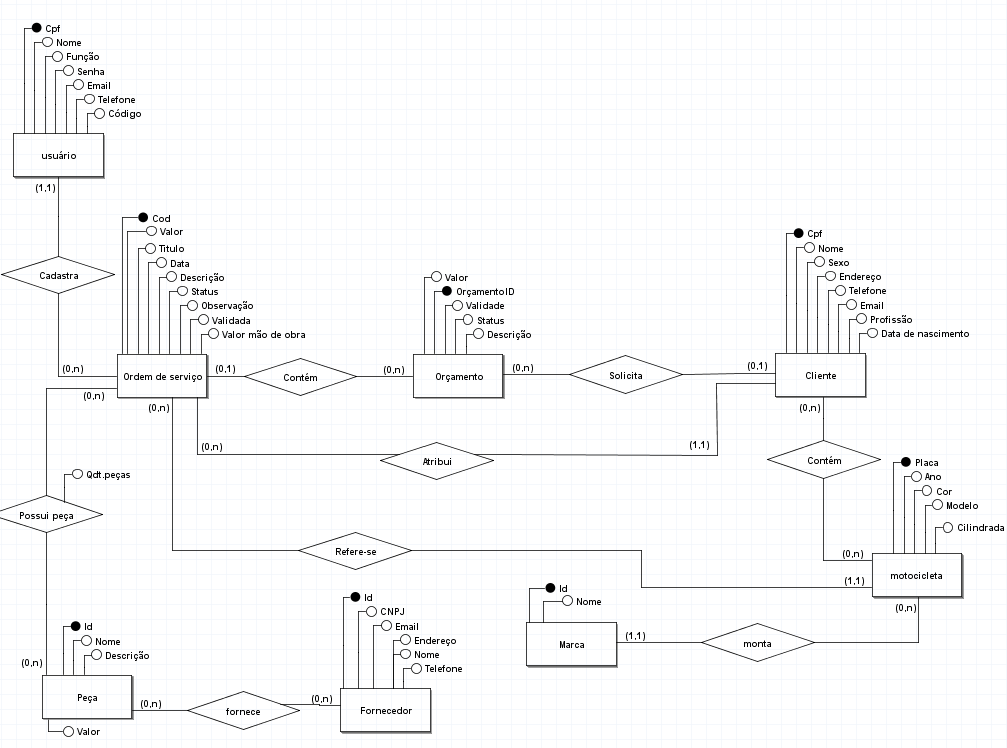 Cpf
Nome
Função
Senha
Email
Telefone
Código
usuário
(1,1)
Cadastra
(0,n)
Cod
Valor
Titulo
Data
Descrição
Status
Observação
Validada
Valor mão de obra
Ordem de serviço
(0,1)
Contém
(0,n)
Valor
OrçamentoID
Validade
Status
Descrição
Orçamento
(0,n)
Solicita
(0,1)
Cpf
Nome
Sexo
Endereço
Telefone
Email
Profissão
Data de nascimento
Cliente
(0,n)
(0,n)
(0,n)
Atribui
(1,1)
(0,n)
Contém
(0,n)
Placa
Ano
Cor
Modelo
Cilindrada
motocicleta
(1,1)
(0,n)
Qdt.peças
Possui peça
(0,n)
Refere-se
Id
Nome
Descrição
Peça
Valor
(0,n)
fornece
(0,n)
Id
CNPJ
Email
Endereço
Nome
Telefone
Fornecedor
Id
Nome
Marca
(1,1)
monta